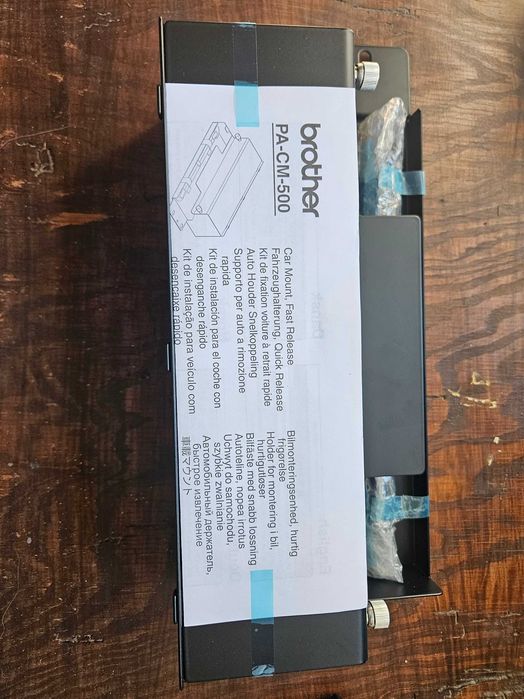 brother
PA-CM-500
Car Mount, Fast Release
Fahrzeughalterung, Quick Release
Kit de fixation voiture à retrait rapide
Auto Houder Snelkoppeling
Supporto per auto a rimozione
rapida
Kit de instalación para el coche con
desenganche rápido
Kit de instalação para veículo com
desencaixe rápido
Bilmonteringsenhed, hurtig
frigørelse
Holder for montering i bil,
hurtigutløser
Bilfäste med snabb lossning
Autoteline, nopea irrotus
Uchwyt do samochodu,
szybkie zwalnianie
Автомобильный держатель,
быстрое извлечение
車載マウント